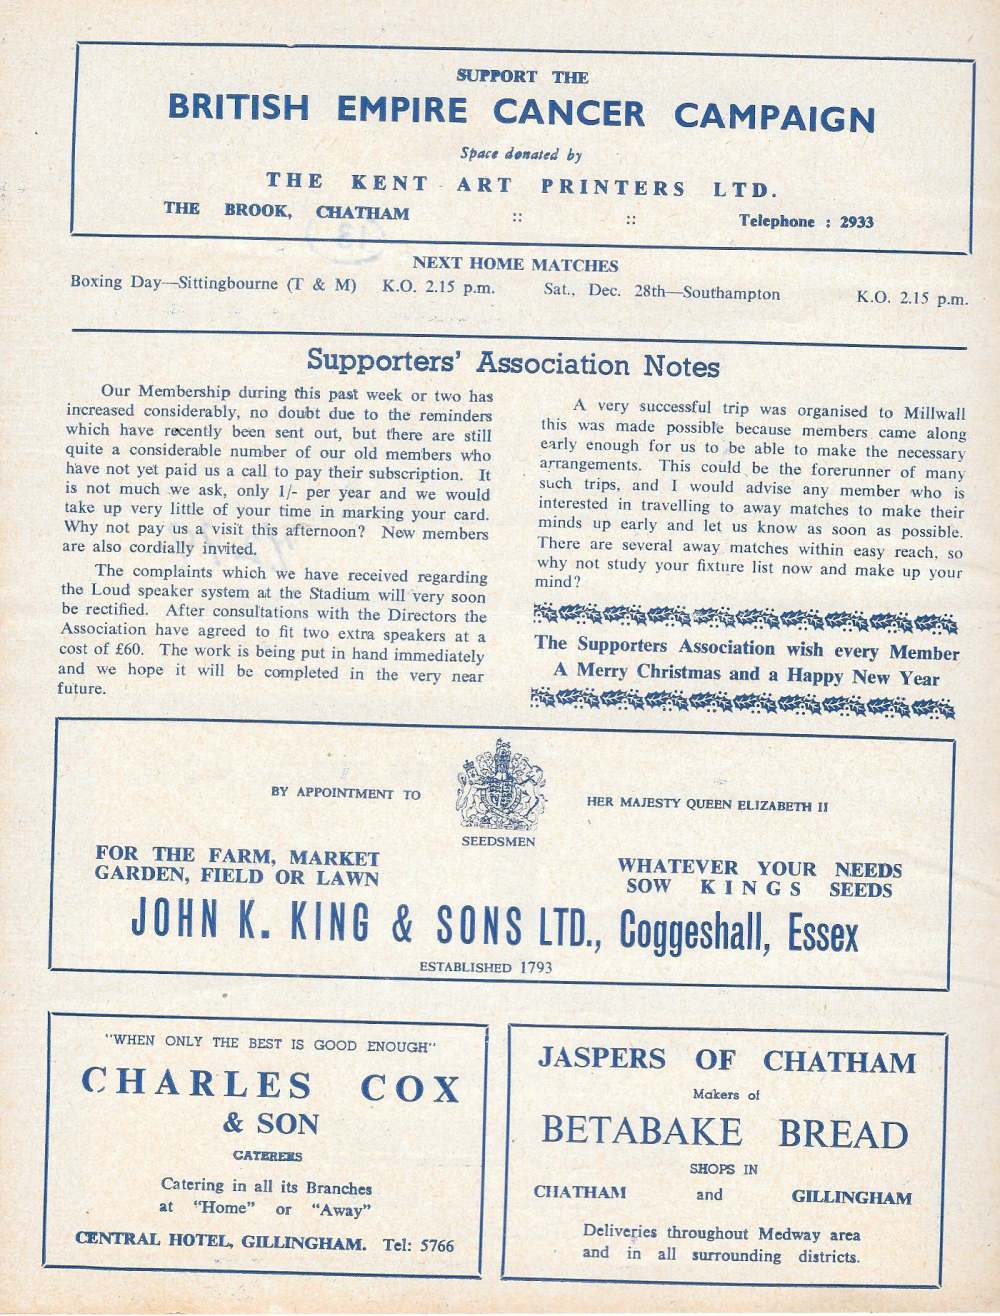 SUPPORT THE
BRITISH EMPIRE CANCER CAMPAIGN
Space donated by
THE KENT ART PRINTERS LTD.
THE BROOK, CHATHAM :: :: Telephone : 2933
NEXT HOME MATCHES
Boxing Day—Sittingbourne (T & M) K.O. 2.15 p.m. Sat., Dec. 28th—Southampton K.O. 2.15 p.m.
Supporters' Association Notes
Our Membership during this past week or two has
increased considerably, no doubt due to the reminders
which have recently been sent out, but there are still
quite a considerable number of our old members who
have not yet paid us a call to pay their subscription. It
is not much we ask, only 1/- per year and we would
take up very little of your time in marking your card.
Why not pay us a visit this afternoon? New members
are also cordially invited.
The complaints which we have received regarding
the Loud speaker system at the Stadium will very soon
be rectified. After consultations with the Directors the
Association have agreed to fit two extra speakers at a
cost of £60. The work is being put in hand immediately
and we hope it will be completed in the very near
future.
A very successful trip was organised to Millwall
this was made possible because members came along
early enough for us to be able to make the necessary
arrangements. This could be the forerunner of many
such trips, and I would advise any member who is
interested in travelling to away matches to make their
minds up early and let us know as soon as possible.
There are several away matches within easy reach, so
why not study your fixture list now and make up your
mind?
The Supporters Association wish every Member
A Merry Christmas and a Happy New Year
BY APPOINTMENT TO HER MAJESTY QUEEN ELIZABETH II
SEEDSMEN
FOR THE FARM, MARKET
GARDEN, FIELD OR LAWN
WHATEVER YOUR NEEDS
SOW KINGS SEEDS
JOHN K. KING & SONS LTD., Coggeshall, Essex
ESTABLISHED 1793
"WHEN ONLY THE BEST IS GOOD ENOUGH"
CHARLES COX
& SON
CATERERS
Catering in all its Branches
at "Home" or "Away"
CENTRAL HOTEL, GILLINGHAM. Tel: 5766
JASPERS OF CHATHAM
Makers of
BETABAKE BREAD
SHOPS IN
CHATHAM and GILLINGHAM
Deliveries throughout Medway area
and in all surrounding districts.